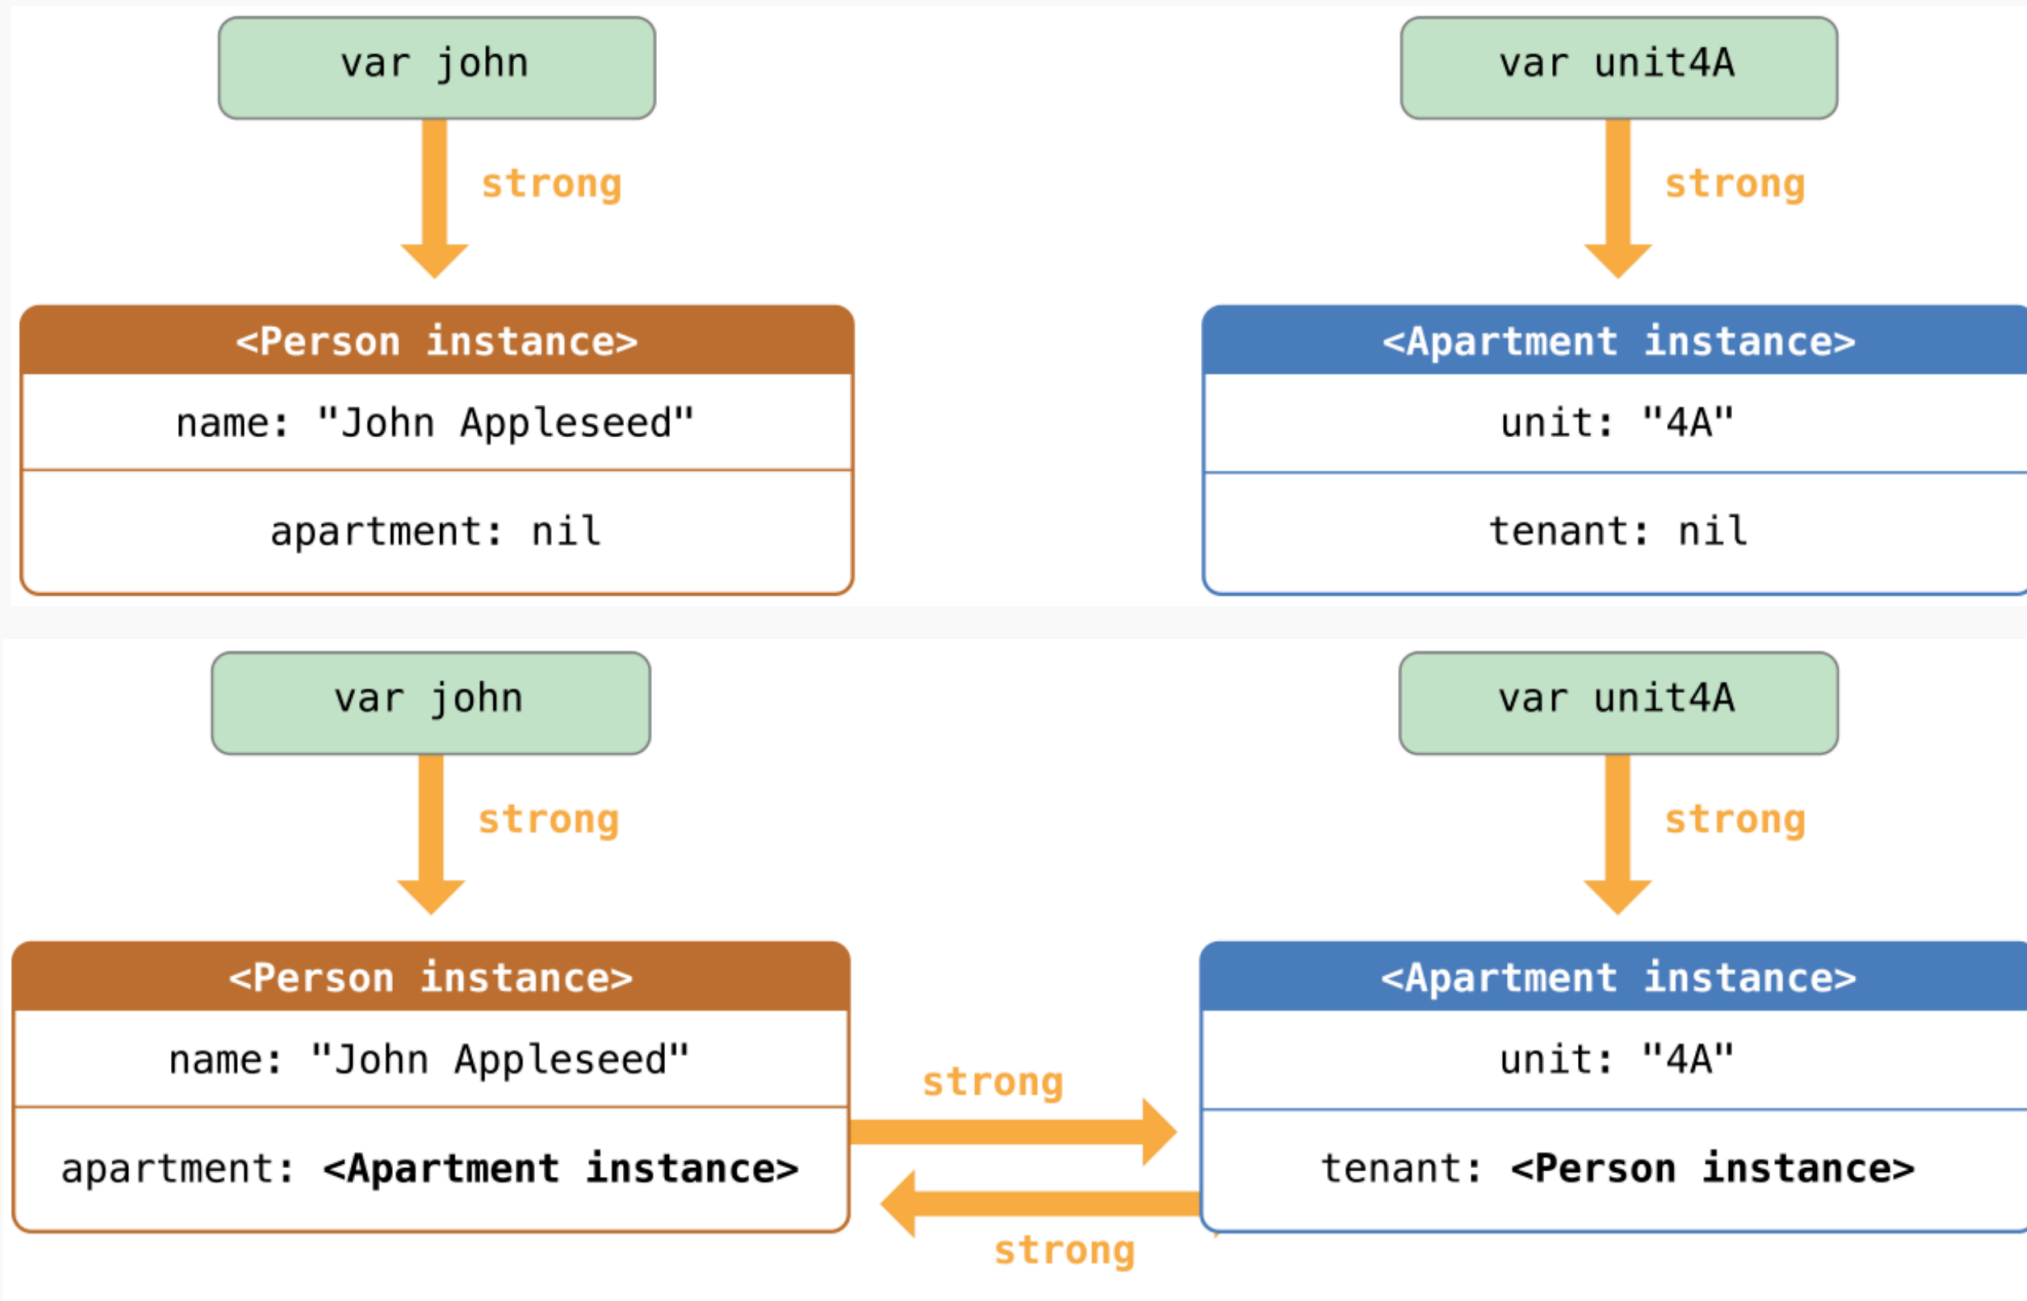 var john
var unit4A
strong
strong
<Person instance>
<Apartment instance>
name: "John Appleseed"
unit: "4A"
apartment: nil
tenant: nil
var john
var unit4A
strong
strong
<Person instance>
<Apartment instance>
name: "John Appleseed"
unit: "4A"
strong
apartment: <Apartment instance>
tenant: <Person instance>
strong